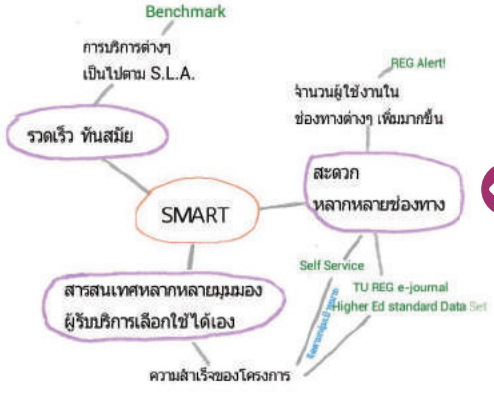 Benchmark
การบริการต่างๆ
เป็นไปตาม S.L.A.
REG Alert!
จำนวนผู้ใช้งานใน
ช่องทางต่างๆ เพิ่มมากขึ้น
รวดเร็ว ทันสมัย
สะดวก
หลากหลายช่องทาง
SMART
Self Service
สารสนเทศหลากหลายมุมมอง
ผู้รับบริการเลือกใช้ได้เอง
TU REG e-journal
Higher Ed standard Data Set
ความสำเร็จของโครงการ